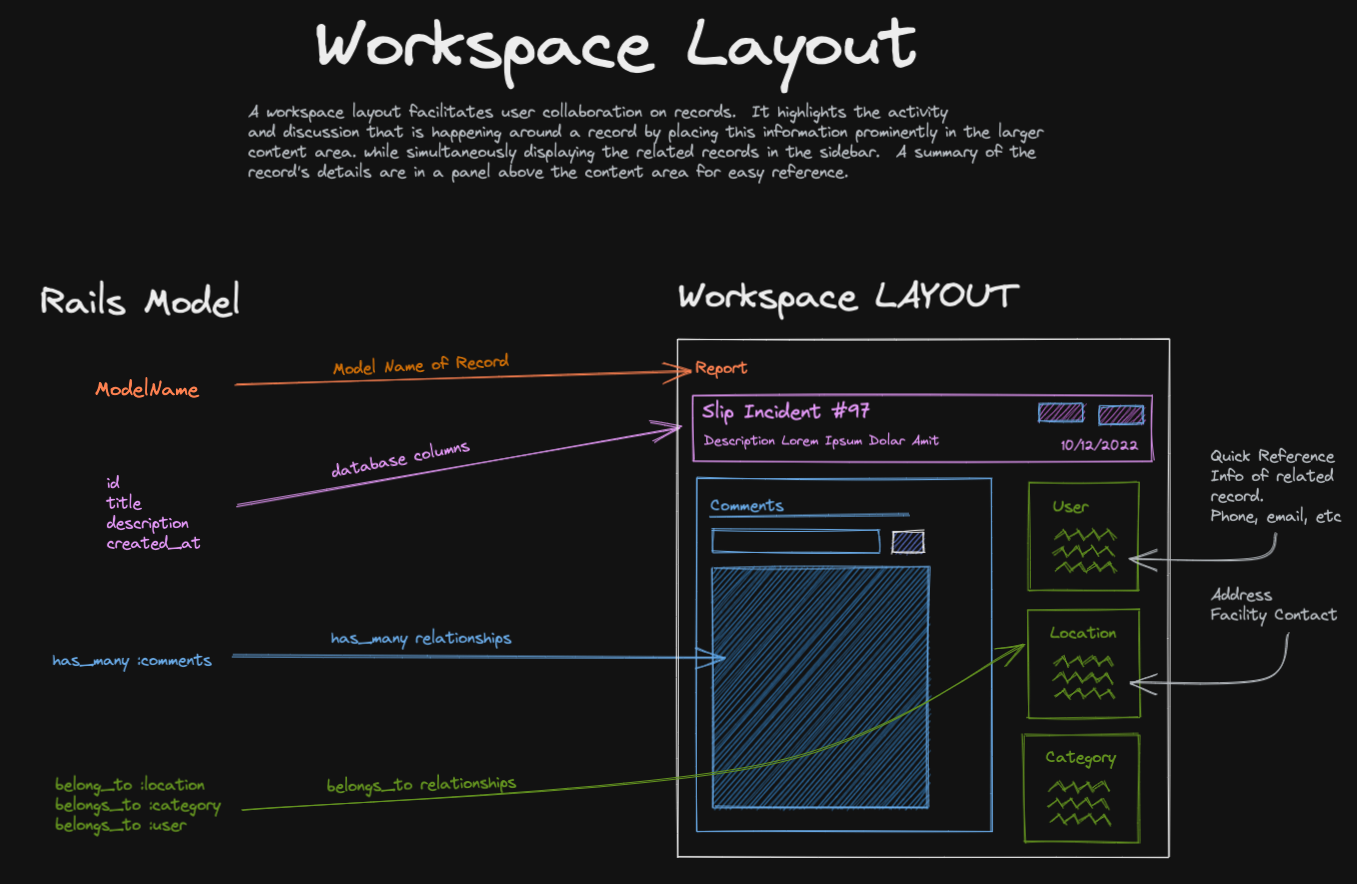 Workspace Layout
A workspace layout facilitates user collaboration on records.  It highlights the activity
and discussion that is happening around a record by placing this information prominently in the larger
content area. while simultaneously displaying the related records in the sidebar.  A summary of the
record's details are in a panel above the content area for easy reference.
Rails Model
Workspace LAYOUT
ModelName
Model Name of Record
Report
id
title
description
created_at
database columns
Slip Incident #97
Description Lorem Ipsum Dolar Amit
10/12/2022
has_many :comments
has_many relationships
Comments
belong_to :location
belongs_to :category
belongs_to :user
belongs_to relationships
User
Location
Category
Quick Reference
Info of related
record.
Phone, email, etc
Address
Facility Contact